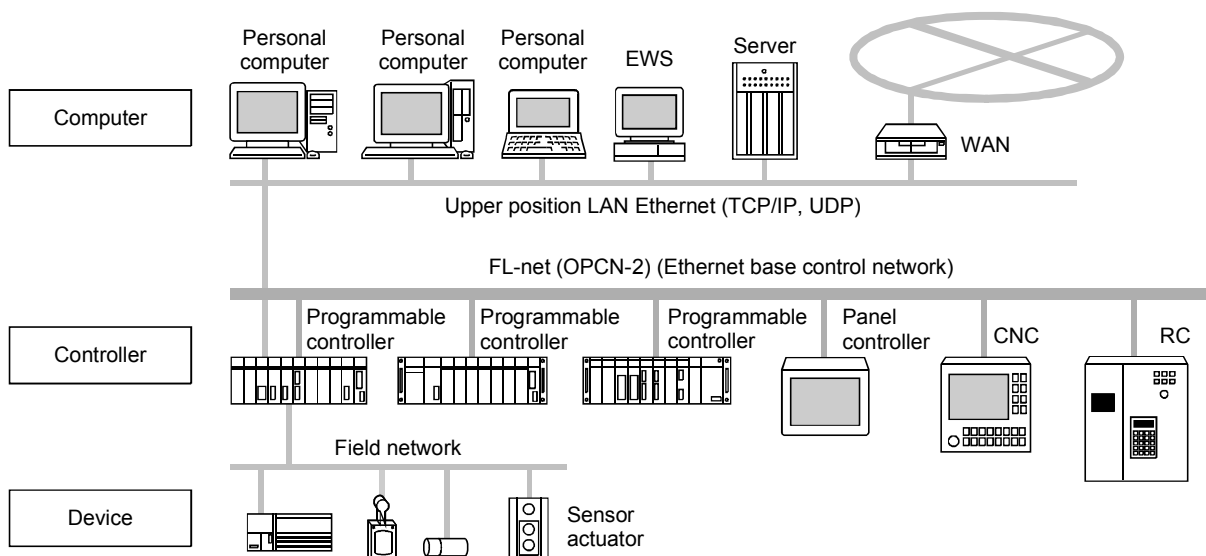 Personal
computer
Personal
computer
Personal
computer
EWS
Server
Computer
WAN
Upper position LAN Ethernet (TCP/IP, UDP)
FL-net (OPCN-2) (Ethernet base control network)
Controller
Programmable
controller
Programmable
controller
Programmable
controller
Panel
controller
CNC
RC
Field network
Device
Sensor
actuator